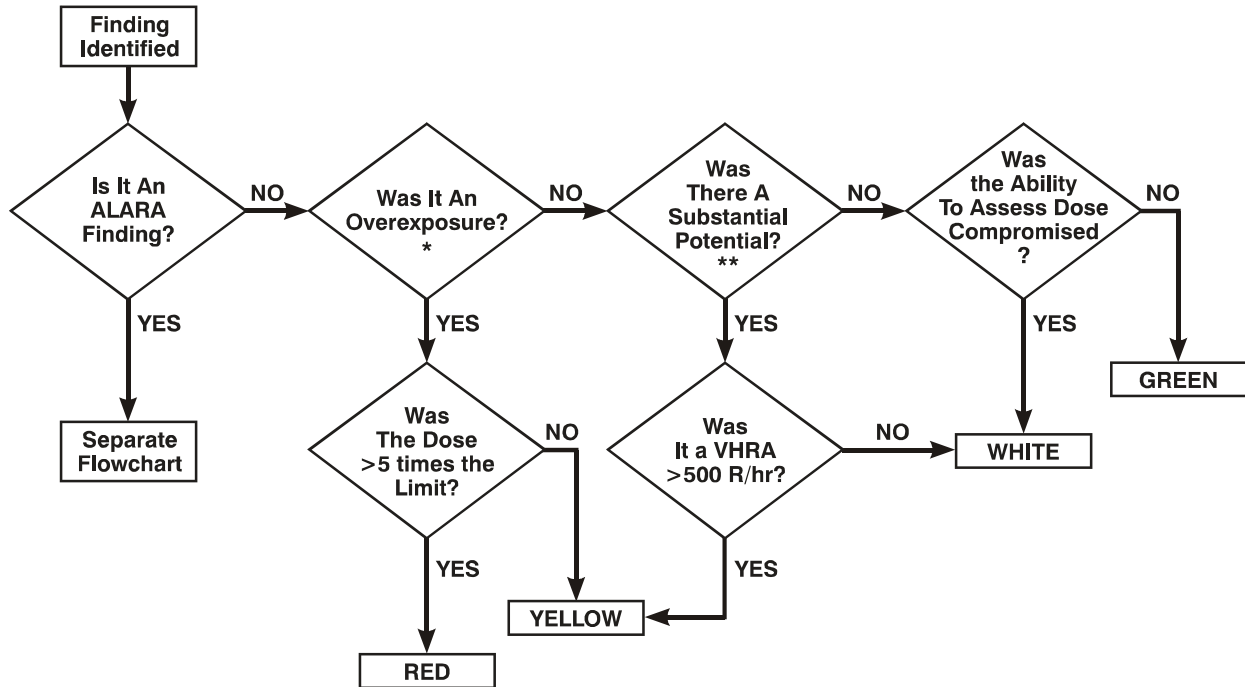 Finding
Identified
Is It An
ALARA
Finding?
NO
Was It An
Overexposure?
*
NO
Was
There A
Substantial
Potential?
**
NO
Was
the Ability
To Assess Dose
Compromised
?
NO
YES
YES
YES
YES
Separate
Flowchart
Was
The Dose
>5 times the
Limit?
NO
Was
It a VHRA
>500 R/hr?
NO
WHITE
GREEN
YES
YES
YELLOW
RED